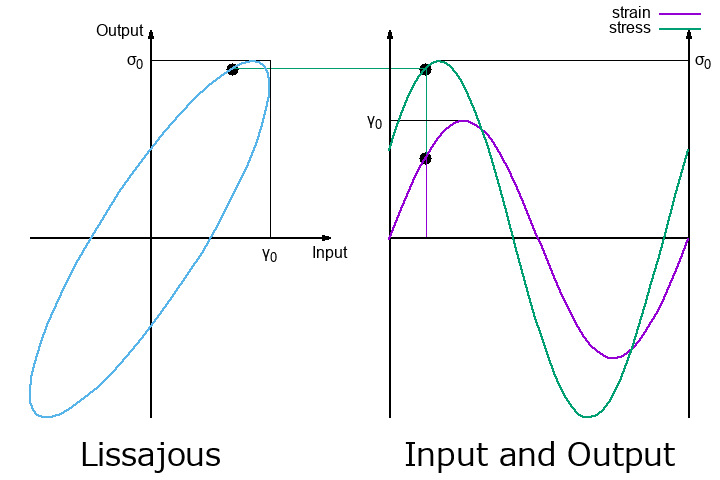 strain
stress
Output
σ0
σ0
γ0
γ0
Input
Lissajous
Input and Output